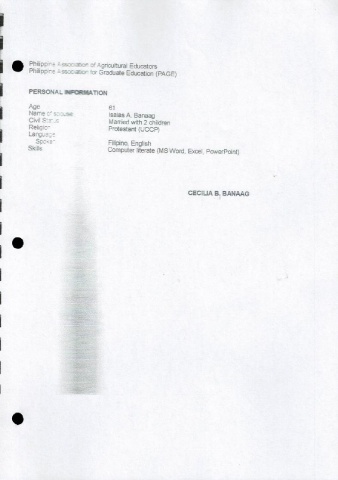 Philippine Association of Agricultural Educators
Philippine Association for Graduate Education (PAGE)
PERSONAL INFORMATION
Age 61
Name of spouse Isaias A. Banaag
Civil Status Married with 2 children
Religion Protestant (UCCP)
Language
Spoken Filipino, English
Skills Computer literate (MS Word, Excel, PowerPoint)
CECILIA B. BANAAG